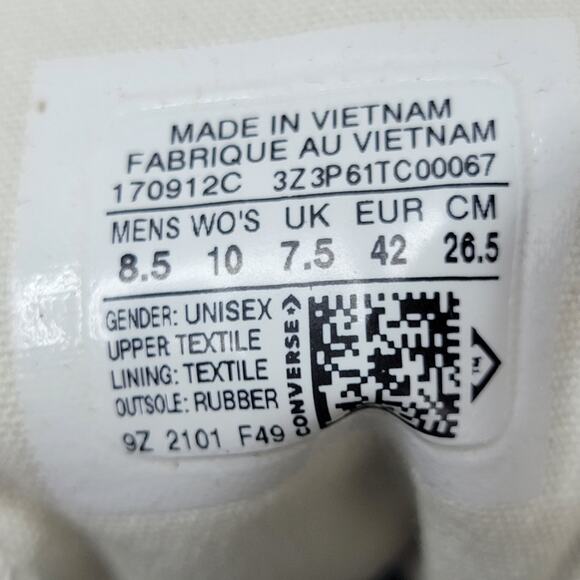 MADE IN VIETNAM
FABRIQUE AU VIETNAM
170912C 3Z3P61TC00067
MENS WO'S UK EUR CM
8.5 10 7.5 42 26.5
GENDER: UNISEX
UPPER TEXTILE
LINING: TEXTILE
OUTSOLE: RUBBER
9Z 2101 F49
CONVERSE
TM